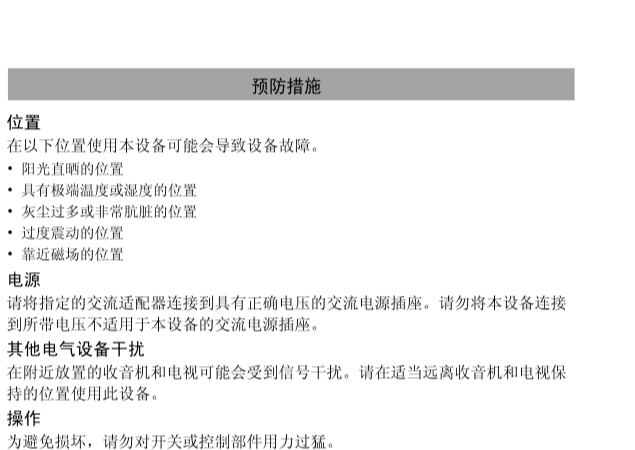 预防措施
位置
在以下位置使用本设备可能会导致设备故障。
• 阳光直晒的位置
• 具有极端温度或湿度的位置
• 灰尘过多或非常肮脏的位置
• 过度震动的位置
• 靠近磁场的位置
电源
请将指定的交流适配器连接到具有正确电压的交流电源插座。请勿将本设备连接
到所带电压不适用于本设备的交流电源插座。
其他电气设备干扰
在附近放置的收音机和电视可能会受到信号干扰。请在适当远离收音机和电视保
持的位置使用此设备。
操作
为避免损坏，请勿对开关或控制部件用力过猛。